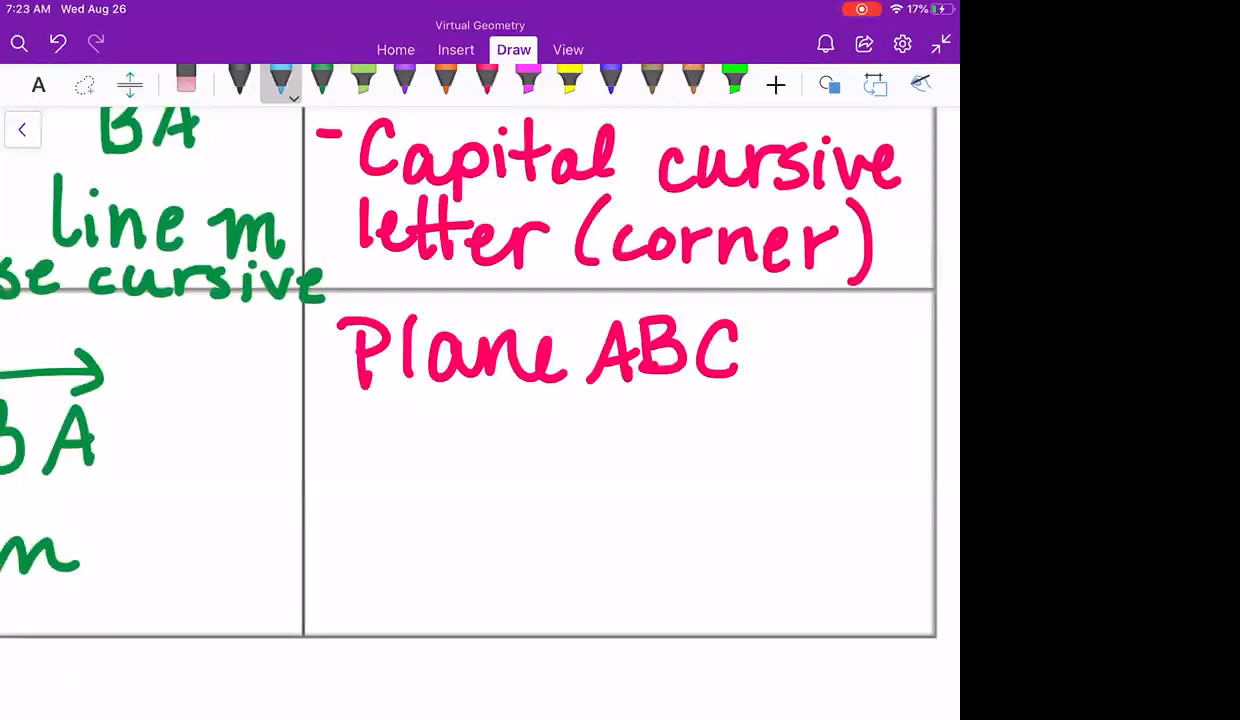 7:23 AM Wed Aug 26
17%
Virtual Geometry
Home Insert Draw View
A
BA
line m
se cursive
A
m
- Capital cursive
letter (corner)
Plane ABC